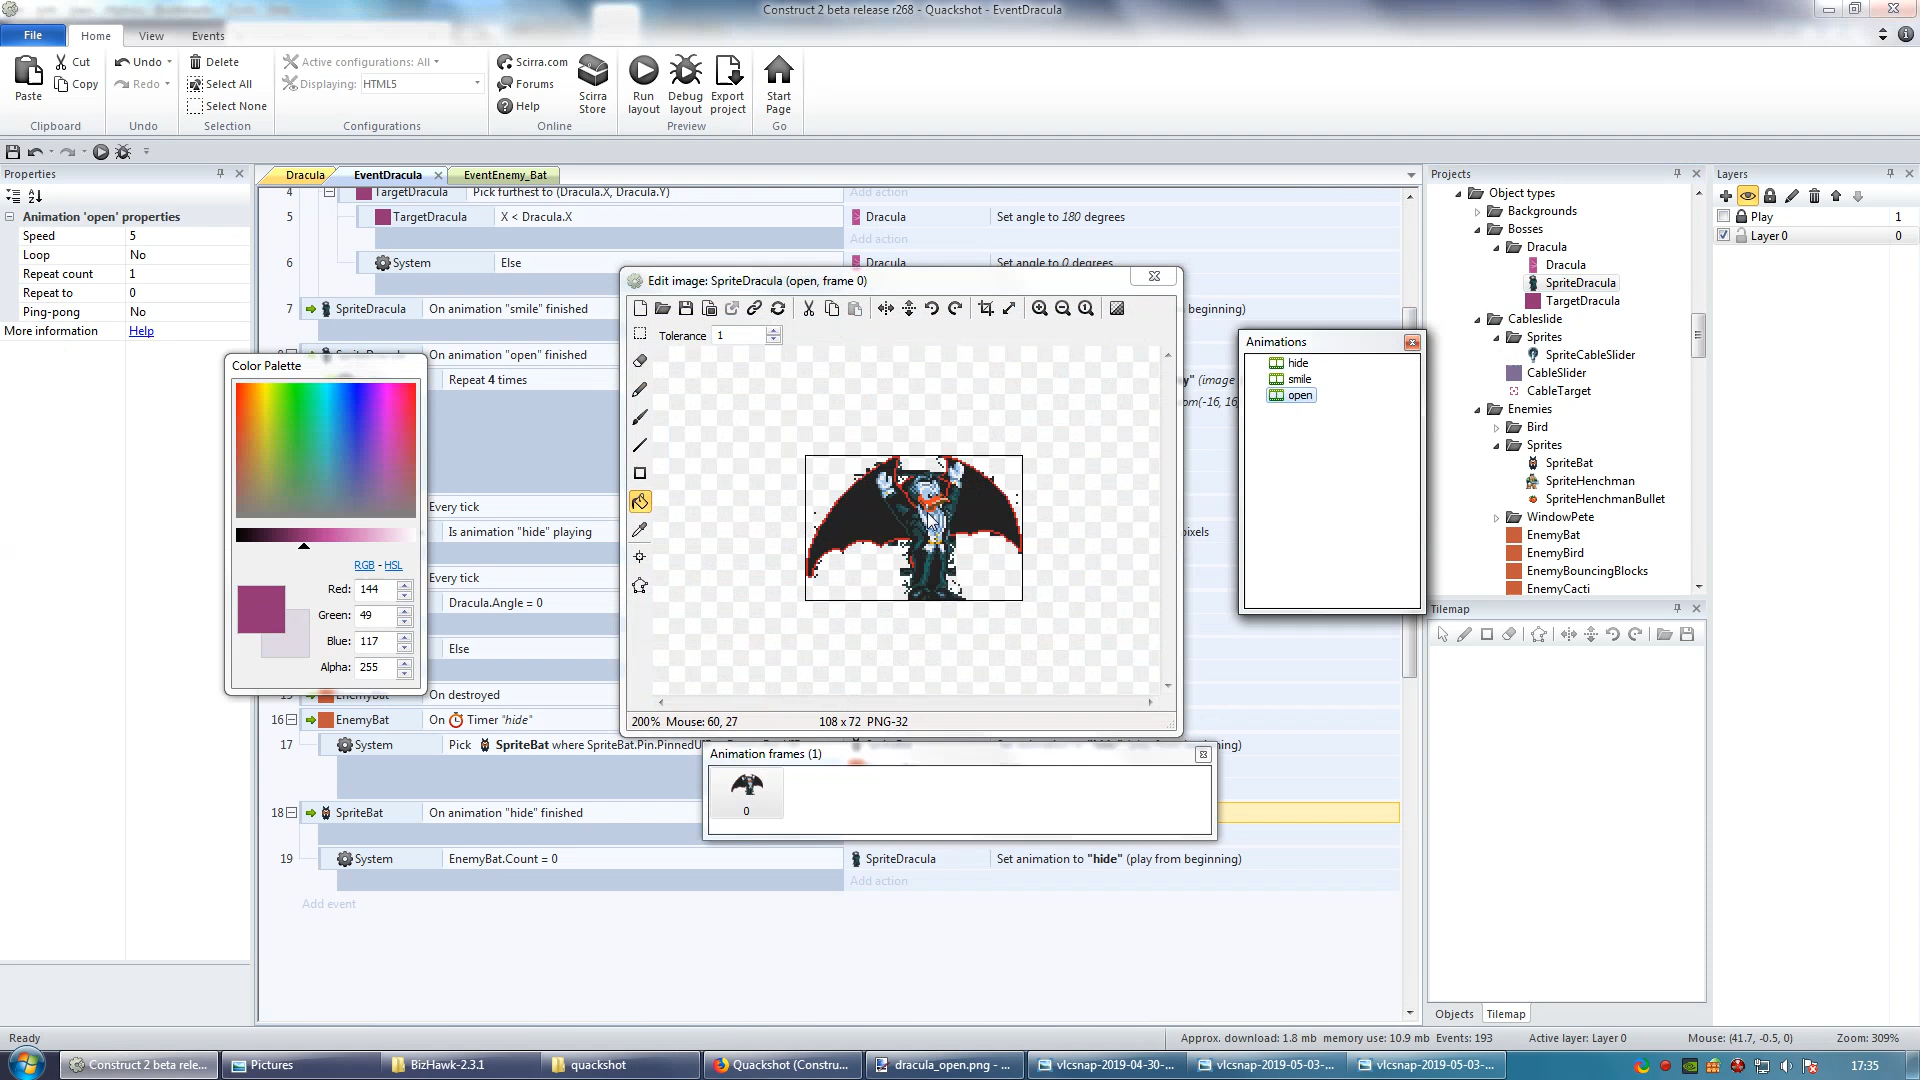 Construct 2 beta release r268 - Quackshot - EventDracula
File
Home
View
Events
Paste
Cut
Copy
Clipboard
Undo
Redo
Undo
Delete
Select All
Select None
Selection
Active configurations: All
Displaying:
HTML5
Configurations
Scirra.com
Forums
Help
Online
Scirra Store
Run layout
Debug layout
Export project
Preview
Start Page
Go
Properties
Animation 'open' properties
Speed 5
Loop No
Repeat count 1
Repeat to 0
Ping-pong No
More information Help
Dracula
EventDracula
EventEnemy_Bat
4 TargetDracula Pick furthest to (Dracula.X, Dracula.Y) Add action
5 TargetDracula X < Dracula.X Dracula Set angle to 180 degrees
Add action
6 System Else Dracula Set angle to 0 degrees
7 SpriteDracula On animation "smile" finished beginning)
On animation "open" finished
Repeat 4 times y" (image
om(-16, 16,
Every tick
Is animation "hide" playing pixels
Every tick
Dracula.Angle = 0
Else
EnemyBat On destroyed
16 EnemyBat On Timer "hide"
17 System Pick SpriteBat where
18 SpriteBat On animation "hide" finished
19 System EnemyBat.Count = 0 SpriteDracula Set animation to "hide" (play from beginning)
Add action
Add event
Color Palette
RGB - HSL
Red: 144
Green: 49
Blue: 117
Alpha: 255
Edit image: SpriteDracula (open, frame 0)
Tolerance 1
200% Mouse: 60, 27 108 x 72 PNG-32
Animation frames (1)
0
Animations
hide
smile
open
Projects
Object types
Backgrounds
Bosses
Dracula
Dracula
SpriteDracula
TargetDracula
Cableslide
Sprites
SpriteCableSlider
CableSlider
CableTarget
Enemies
Bird
Sprites
SpriteBat
SpriteHenchman
SpriteHenchmanBullet
WindowPete
EnemyBat
EnemyBird
EnemyBouncingBlocks
EnemyCacti
Layers
Play 1
Layer 0 0
Tilemap
Objects
Tilemap
Ready
Approx. download: 1.8 mb memory use: 10.9 mb Events: 193 Active layer: Layer 0 Mouse: (41.7, -0.5, 0) Zoom: 309%
Construct 2 beta rele...
Pictures
BizHawk-2.3.1
quackshot
Quackshot (Constru...
dracula_open.png - ...
vlcsnap-2019-04-30-...
vlcsnap-2019-05-03-...
vlcsnap-2019-05-03-...
17:35